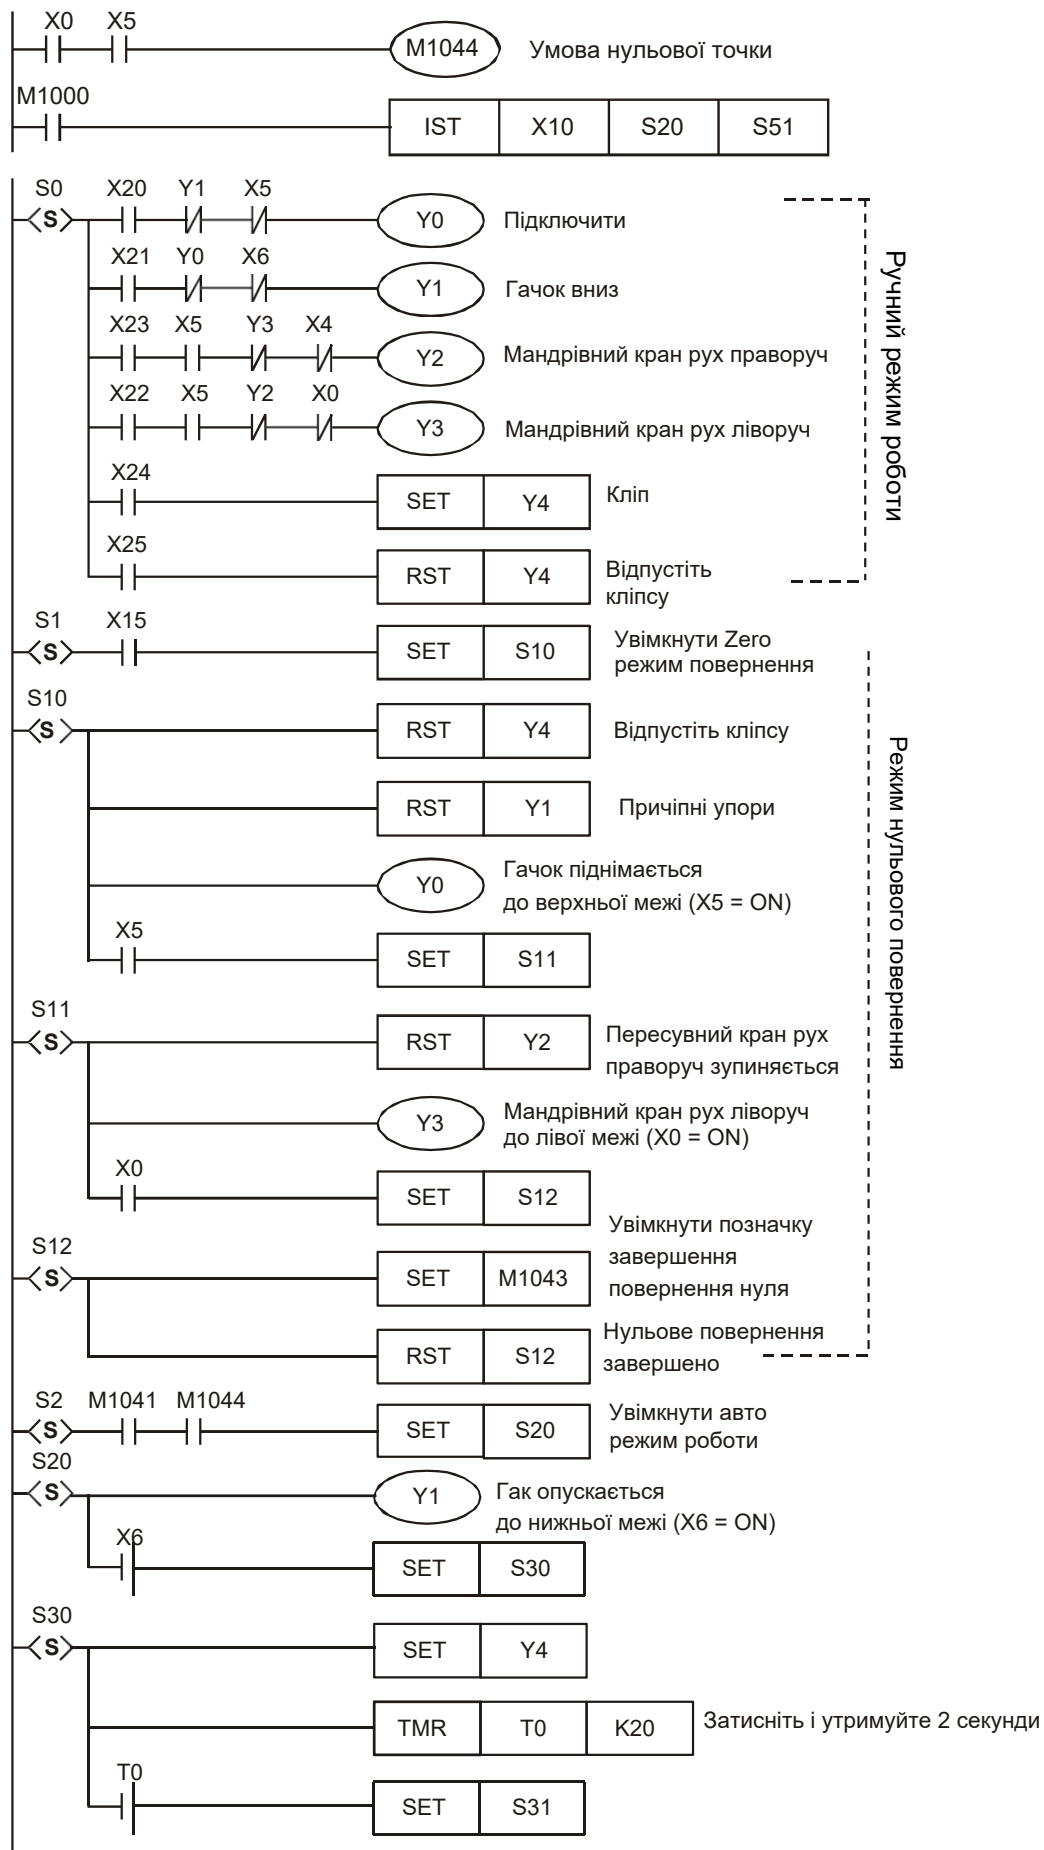 X0 X5
M1044 Умова нульової точки
M1000
IST X10 S20 S51
S0 X20 Y1 X5
S Y0 Підключити
X21 Y0 X6
Y1 Гачок вниз
X23 X5 Y3 X4
Y2 Мандрівний кран рух праворуч
X22 X5 Y2 X0
Y3 Мандрівний кран рух ліворуч
X24
SET Y4 Кліп
X25
RST Y4 Відпустіть
кліпсу
Ручний режим роботи
S1 X15
S SET S10 Увімкнути Zero
режим повернення
S10
S RST Y4 Відпустіть кліпсу
RST Y1 Причіпні упори
Y0 Гачок піднімається
до верхньої межі (X5 = ON)
X5
SET S11
S11
S RST Y2 Пересувний кран рух
праворуч зупиняється
Y3 Мандрівний кран рух ліворуч
до лівої межі (X0 = ON)
X0
SET S12
S12
S SET M1043 Увімкнути позначку
завершення
повернення нуля
RST S12 Нульове повернення
завершено
Режим нульового повернення
S2 M1041 M1044
S SET S20 Увімкнути авто
режим роботи
S20
S Y1 Гак опускається
до нижньої межі (X6 = ON)
X6
SET S30
S30
S SET Y4
TMR T0 K20 Затисніть і утримуйте 2 секунди
T0
SET S31